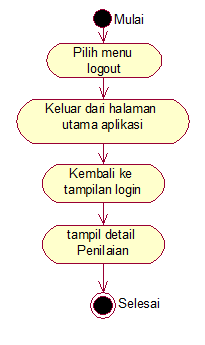 Mulai
Pilih menu
logout
Keluar dari halaman
utama aplikasi
Kembali ke
tampilan login
tampil detail
Penilaian
Selesai